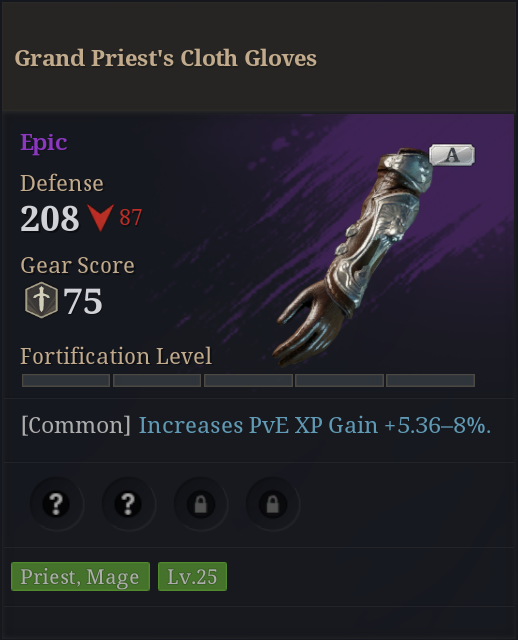 Grand Priest's Cloth Gloves
Epic
A
Defense
208 87
Gear Score
75
Fortification Level
[Common] Increases PvE XP Gain +5.36–8%.
? ?
Priest, Mage Lv.25